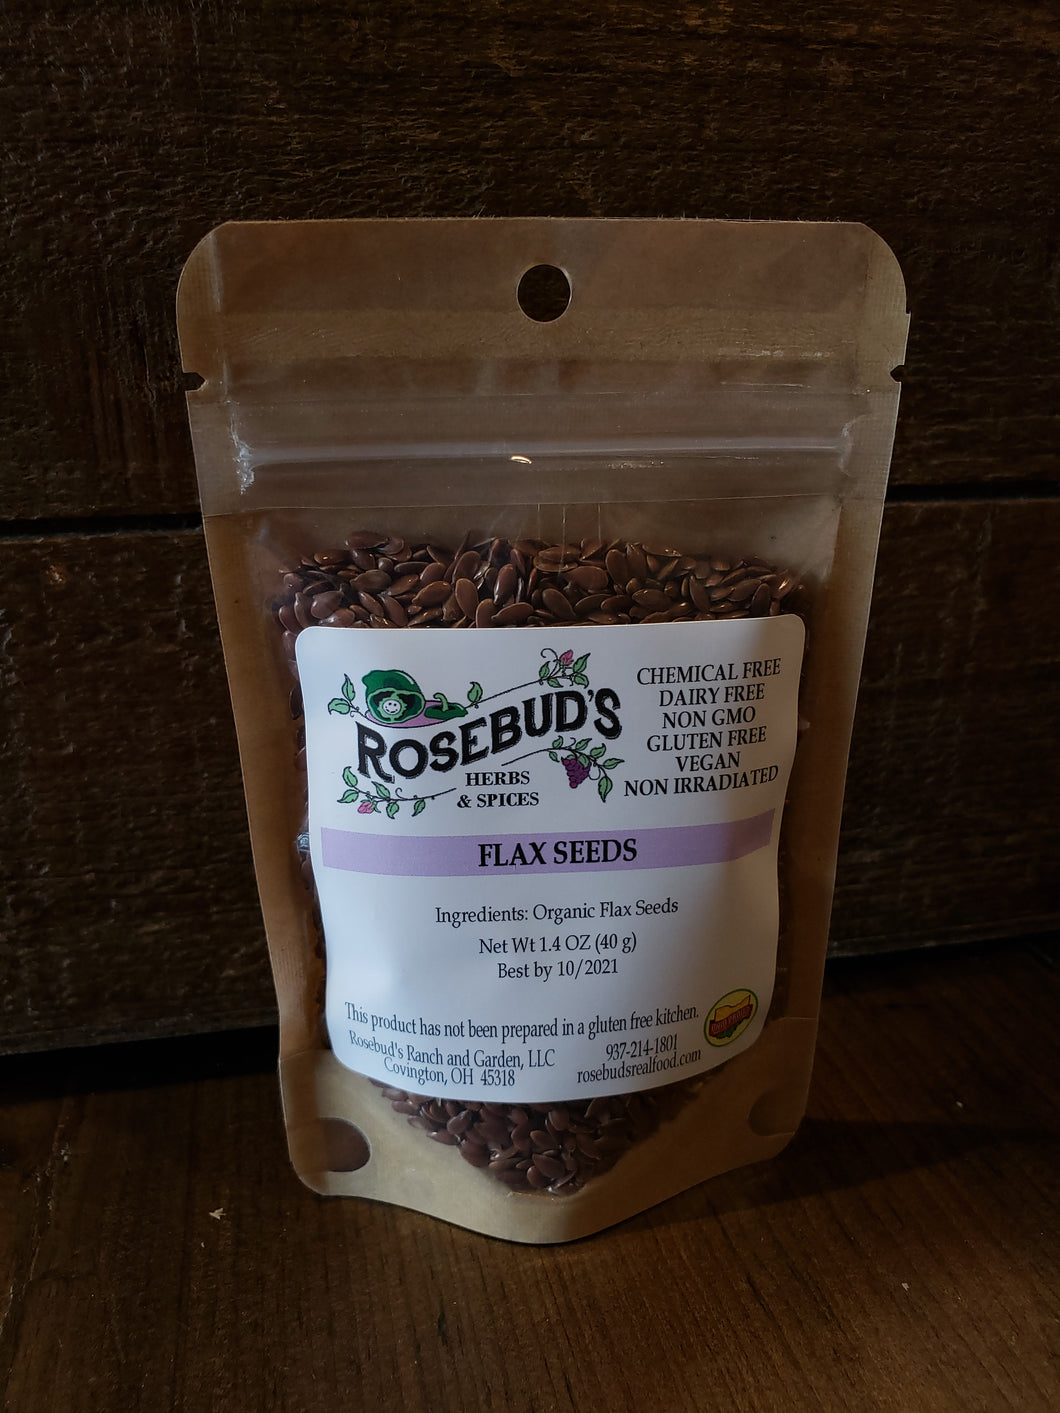 ROSEBUD'S
HERBS
& SPICES
CHEMICAL FREE
DAIRY FREE
NON GMO
GLUTEN FREE
VEGAN
NON IRRADIATED
FLAX SEEDS
Ingredients: Organic Flax Seeds
Net Wt 1.4 OZ (40 g)
Best by 10/2021
This product has not been prepared in a gluten free kitchen.
Rosebud's Ranch and Garden, LLC
Covington, OH 45318
937-214-1801
rosebudsrealfood.com